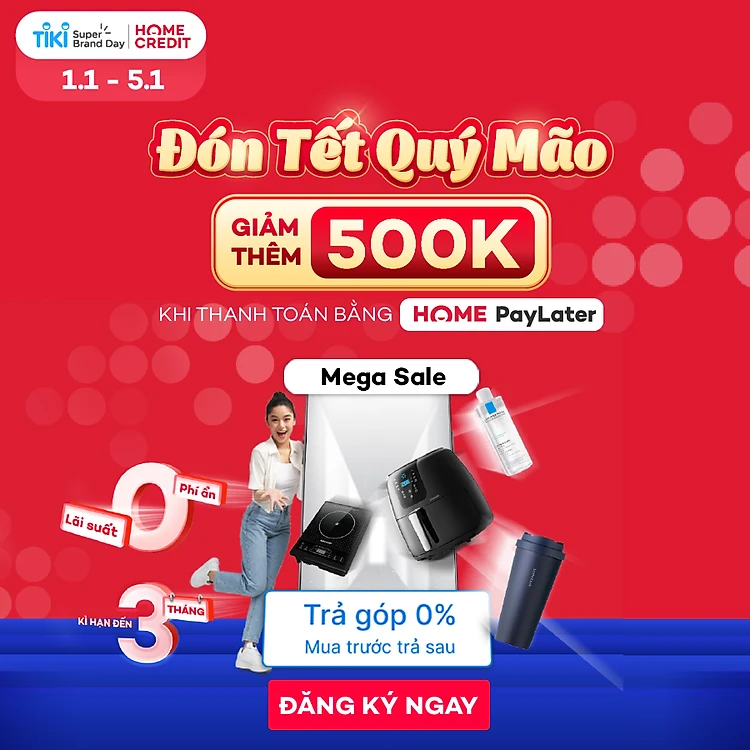 TIKI Super Brand Day | HOME CREDIT
1.1 - 5.1
Đón Tết Quý Mão
GIẢM THÊM 500K
KHI THANH TOÁN BẰNG HOME PayLater
Mega Sale
0
Phí ẩn
Lãi suất
KÌ HẠN ĐẾN 3 THÁNG
Trả góp 0%
Mua trước trả sau
ĐĂNG KÝ NGAY